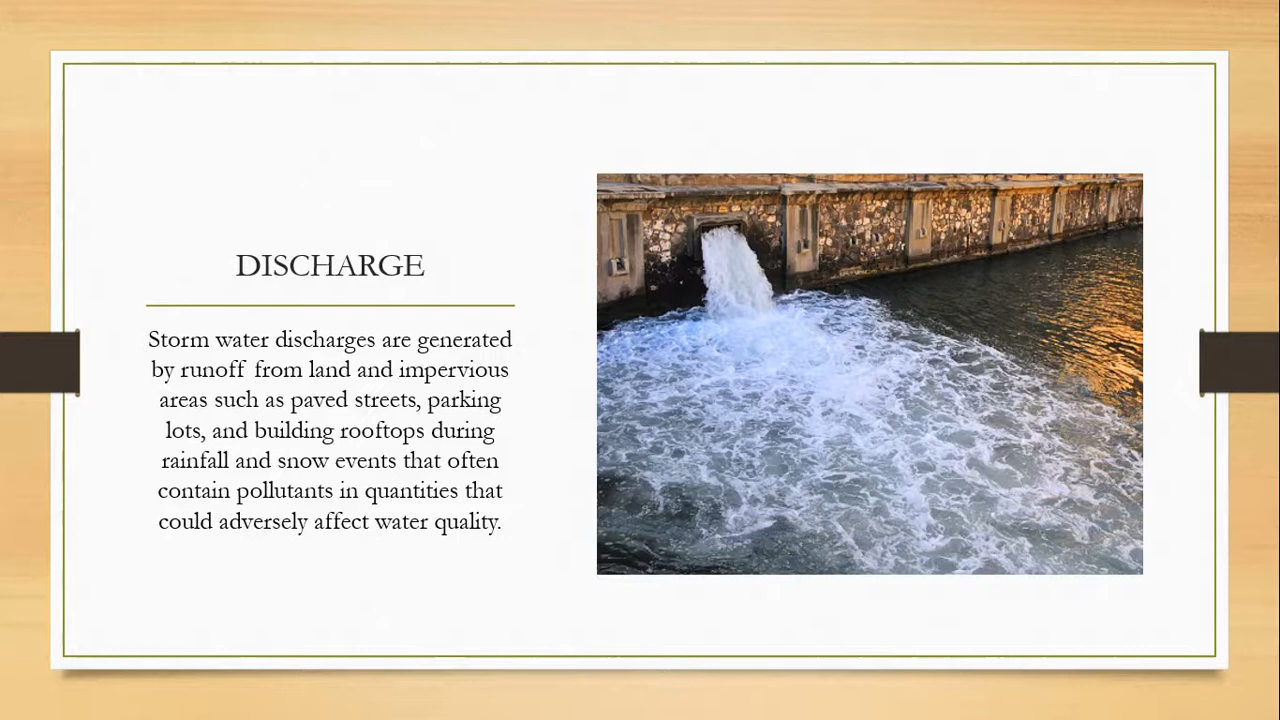 DISCHARGE
Storm water discharges are generated
by runoff from land and impervious
areas such as paved streets, parking
lots, and building rooftops during
rainfall and snow events that often
contain pollutants in quantities that
could adversely affect water quality.